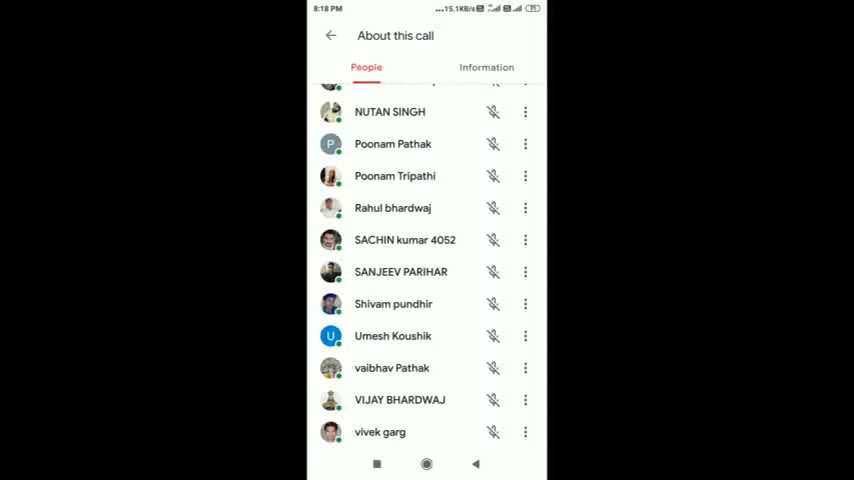 8:18 PM
...15.1KB/s
71
About this call
People
Information
NUTAN SINGH
P
Poonam Pathak
Poonam Tripathi
Rahul bhardwaj
SACHIN kumar 4052
SANJEEV PARIHAR
Shivam pundhir
U
Umesh Koushik
vaibhav Pathak
VIJAY BHARDWAJ
vivek garg